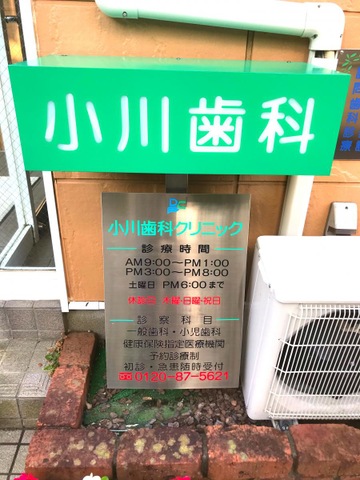 小川歯科
小川歯科クリニック
診療時間
AM9:00～PM1:00
PM3:00～PM8:00
土曜日 PM6:00まで
休診日 木曜・日曜・祝日
診察科目
一般歯科・小児歯科
健康保険指定医療機関
予約診療制
初診・急患随時受付
0120-87-5621